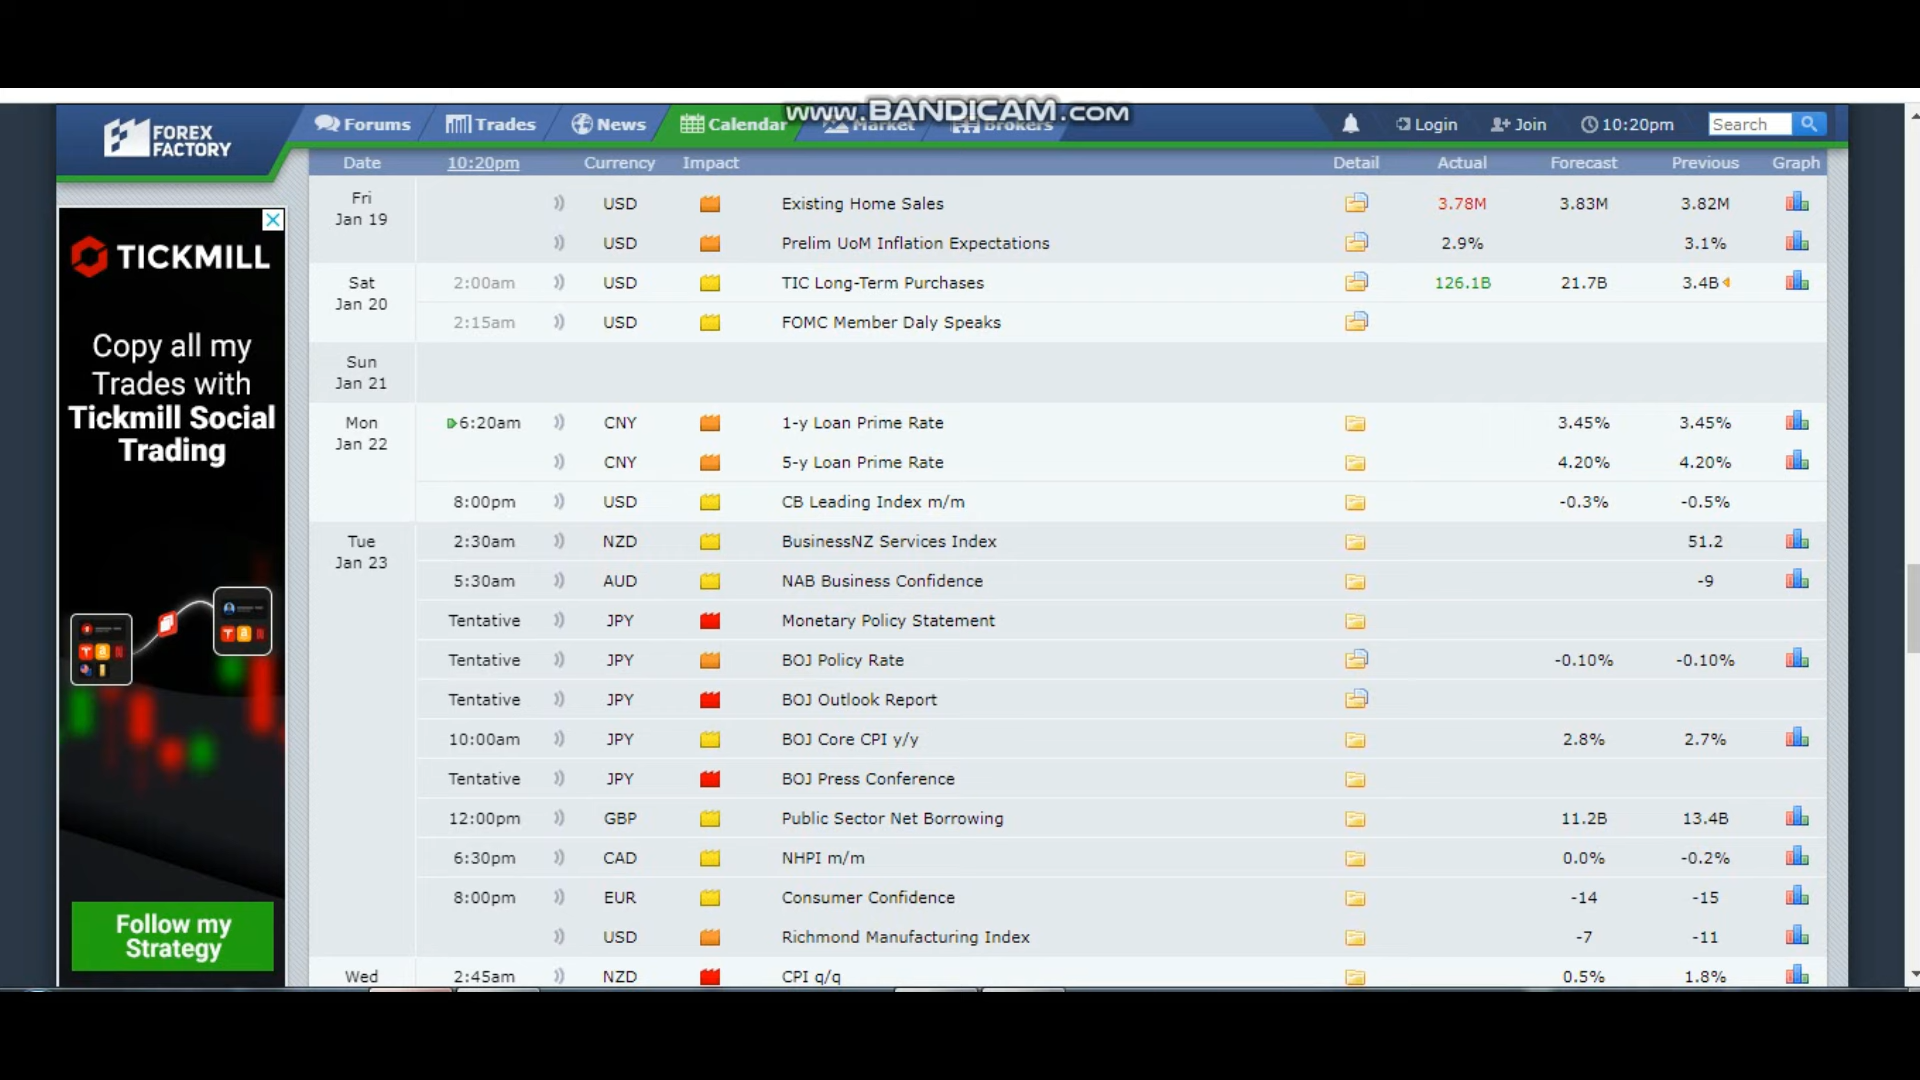 www.BANDICAM.com
FOREX FACTORY
Forums Trades News Calendar Market Brokers Login Join 10:20pm Search
Date 10:20pm Currency Impact Detail Actual Forecast Previous Graph
Fri Jan 19 USD Existing Home Sales 3.78M 3.83M 3.82M
USD Prelim UoM Inflation Expectations 2.9% 3.1%
Sat Jan 20 2:00am USD TIC Long-Term Purchases 126.1B 21.7B 3.4B
2:15am USD FOMC Member Daly Speaks
Sun Jan 21
Mon Jan 22 6:20am CNY 1-y Loan Prime Rate 3.45% 3.45%
CNY 5-y Loan Prime Rate 4.20% 4.20%
8:00pm USD CB Leading Index m/m -0.3% -0.5%
Tue Jan 23 2:30am NZD BusinessNZ Services Index 51.2
5:30am AUD NAB Business Confidence -9
Tentative JPY Monetary Policy Statement
Tentative JPY BOJ Policy Rate -0.10% -0.10%
Tentative JPY BOJ Outlook Report
10:00am JPY BOJ Core CPI y/y 2.8% 2.7%
Tentative JPY BOJ Press Conference
12:00pm GBP Public Sector Net Borrowing 11.2B 13.4B
6:30pm CAD NHPI m/m 0.0% -0.2%
8:00pm EUR Consumer Confidence -14 -15
USD Richmond Manufacturing Index -7 -11
Wed 2:45am NZD CPI q/q 0.5% 1.8%
TICKMILL
Copy all my
Trades with
Tickmill Social
Trading
Follow my
Strategy